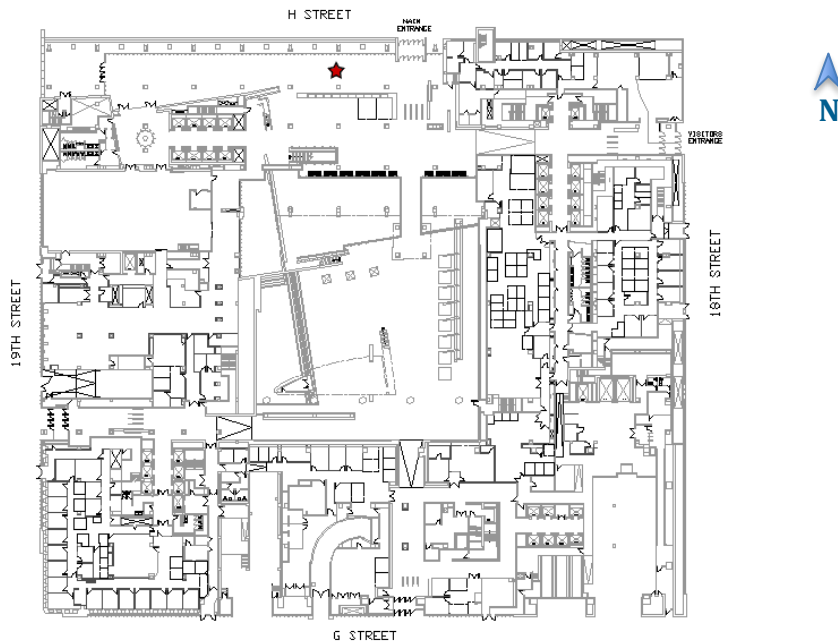 H STREET
MAIN
ENTRANCE
N
VISITORS
ENTRANCE
19TH STREET
18TH STREET
G STREET